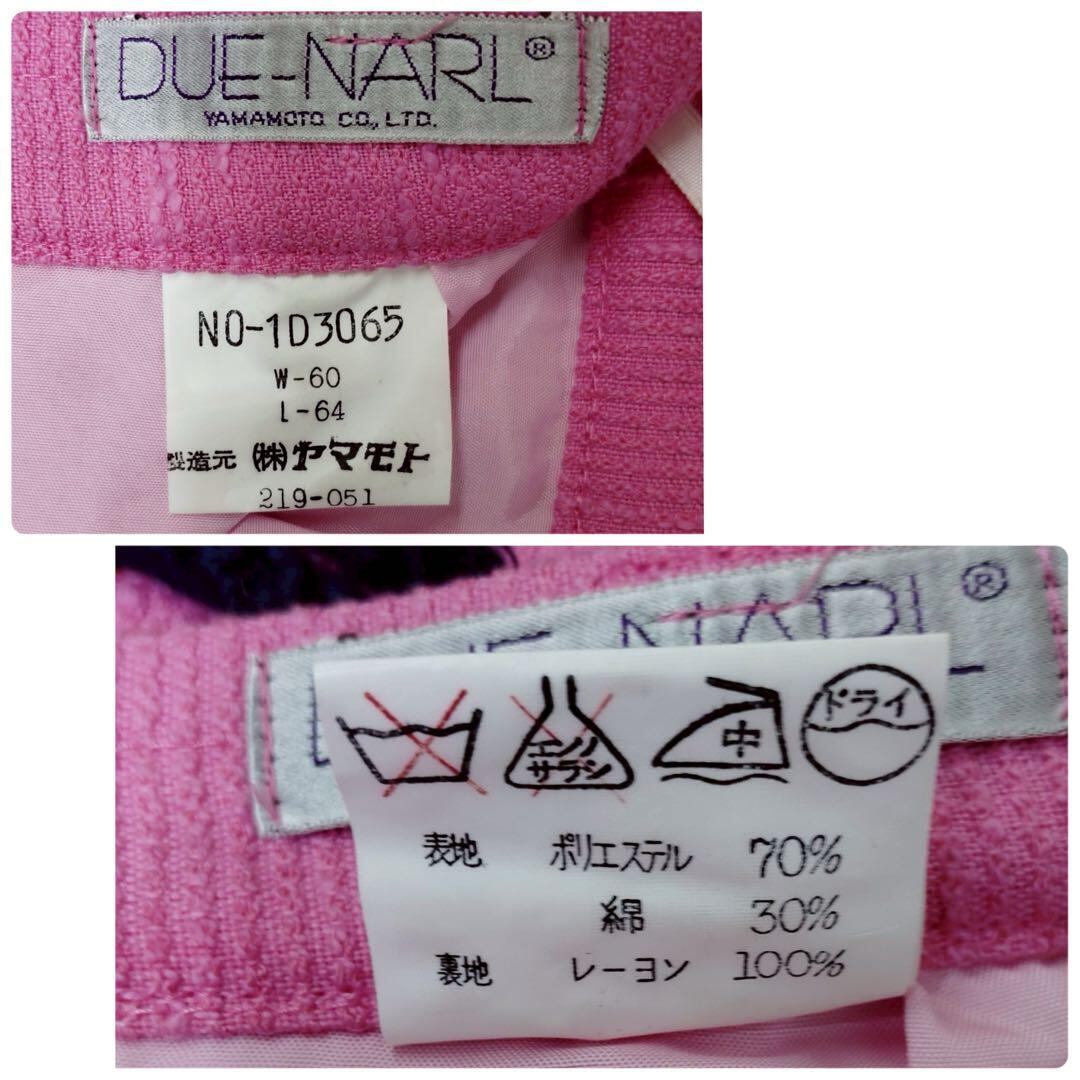 DUE-NARL®
YAMAMOTO CO., LTD.
NO-1D3065
W-60
L-64
製造元 (株)ヤマモト
219-051
NARL®
エンソ
サラシ
中
ドライ
表地 ポリエステル 70%
綿 30%
裏地 レーヨン 100%